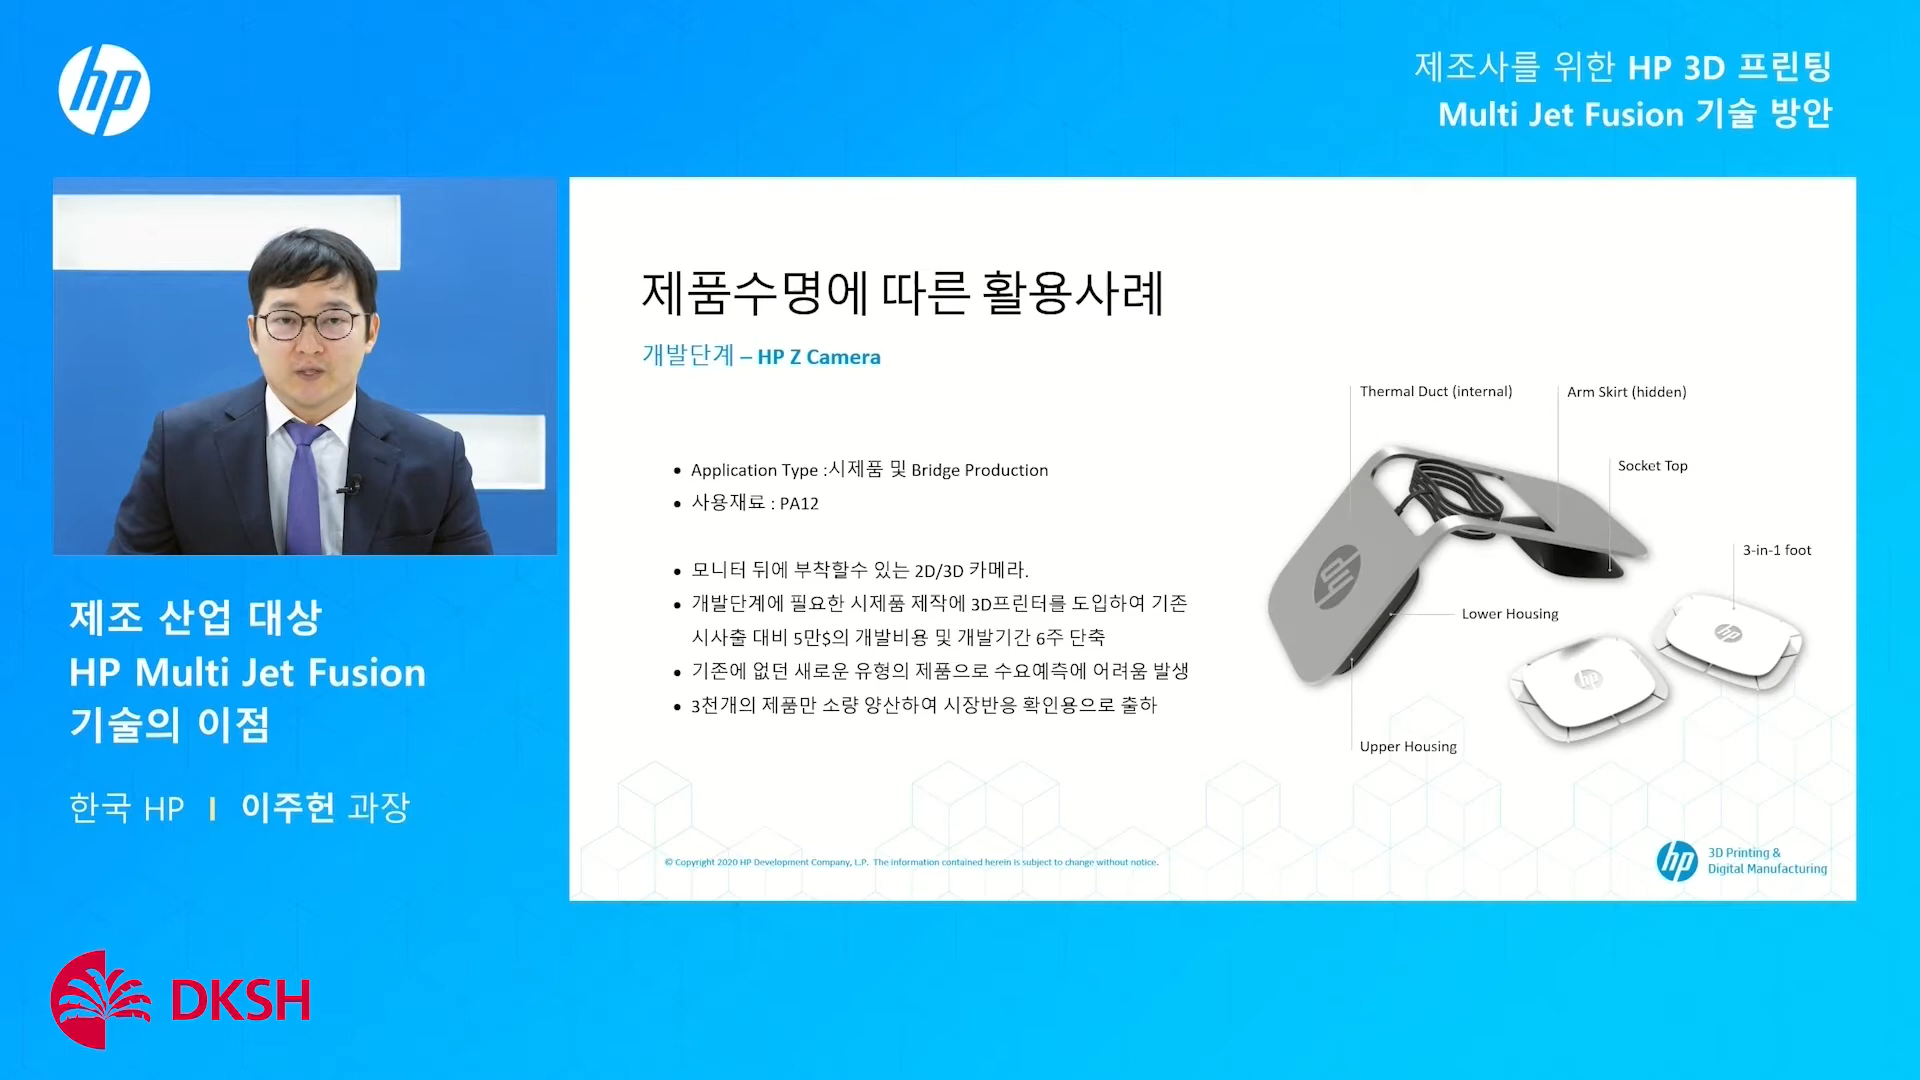 hp
제조사를 위한 HP 3D 프린팅
Multi Jet Fusion 기술 방안
제품수명에 따른 활용사례
개발단계 – HP Z Camera
• Application Type :시제품 및 Bridge Production
• 사용재료 : PA12
• 모니터 뒤에 부착할수 있는 2D/3D 카메라.
• 개발단계에 필요한 시제품 제작에 3D프린터를 도입하여 기존
시사출 대비 5만$의 개발비용 및 개발기간 6주 단축
• 기존에 없던 새로운 유형의 제품으로 수요예측에 어려움 발생
• 3천개의 제품만 소량 양산하여 시장반응 확인용으로 출하
Thermal Duct (internal)
Arm Skirt (hidden)
Socket Top
3-in-1 foot
Lower Housing
Upper Housing
hp
hp
hp
© Copyright 2020 HP Development Company, L.P. The information contained herein is subject to change without notice.
hp
3D Printing &
Digital Manufacturing
제조 산업 대상
HP Multi Jet Fusion
기술의 이점
한국 HP I 이주헌 과장
DKSH